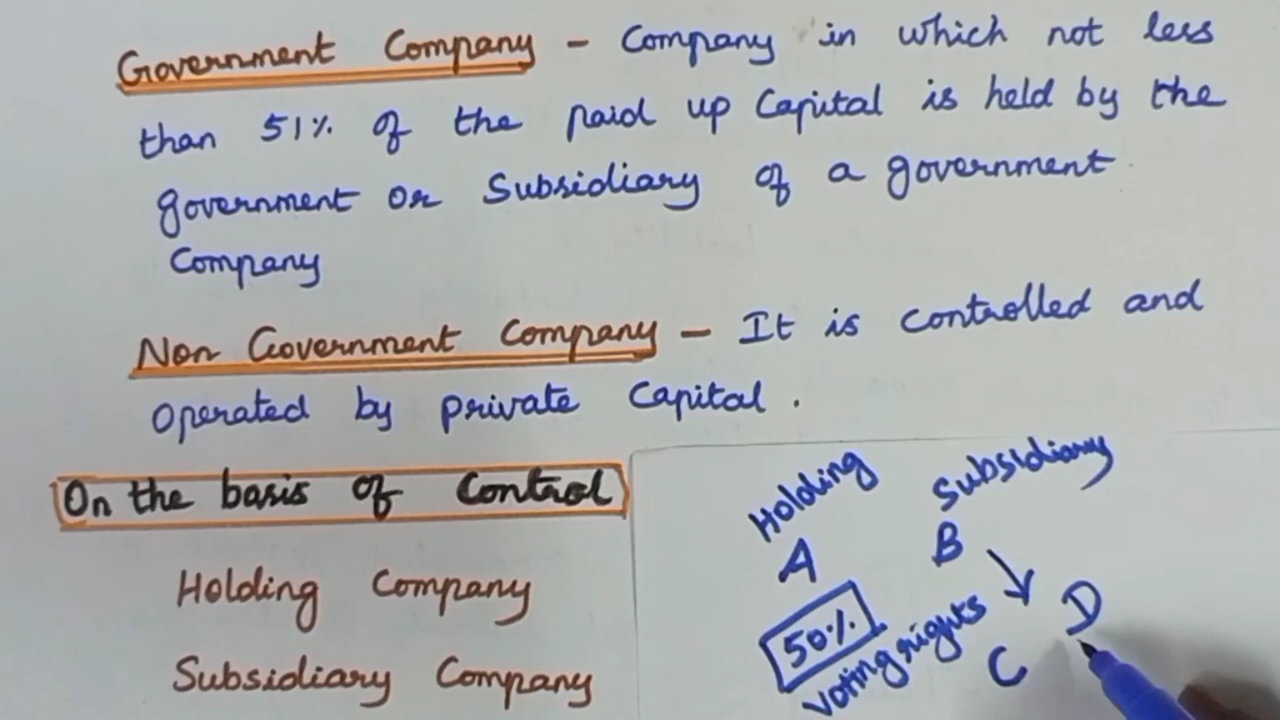 Government Company - Company in which not less
than 51% of the paid up Capital is held by the
government or Subsidiary of a government
Company
Non Government Company - It is controlled and
operated by private Capital.
On the basis of Control
Holding Company
Subsidiary Company
Holding
A
Subsidiary
B
50%
Voting rights
C
D